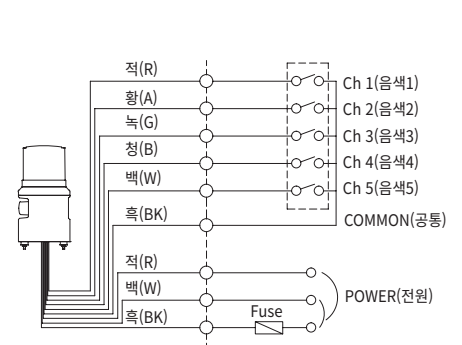 적(R)
Ch 1(음색1)
황(A)
Ch 2(음색2)
녹(G)
Ch 3(음색3)
청(B)
Ch 4(음색4)
백(W)
Ch 5(음색5)
흑(BK)
COMMON(공통)
적(R)
백(W)
POWER(전원)
흑(BK)
Fuse